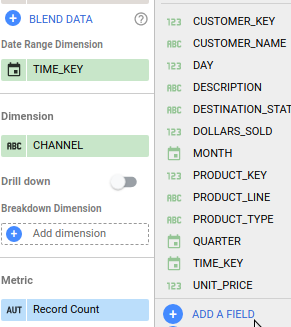 BLEND DATA
Date Range Dimension
TIME_KEY
Dimension
ABC CHANNEL
Drill down
Breakdown Dimension
Add dimension
Metric
AUT Record Count
123 CUSTOMER_KEY
ABC CUSTOMER_NAME
123 DAY
ABC DESCRIPTION
ABC DESTINATION_STAT
123 DOLLARS_SOLD
MONTH
123 PRODUCT_KEY
ABC PRODUCT_LINE
ABC PRODUCT_TYPE
QUARTER
TIME_KEY
123 UNIT_PRICE
ADD A FIELD